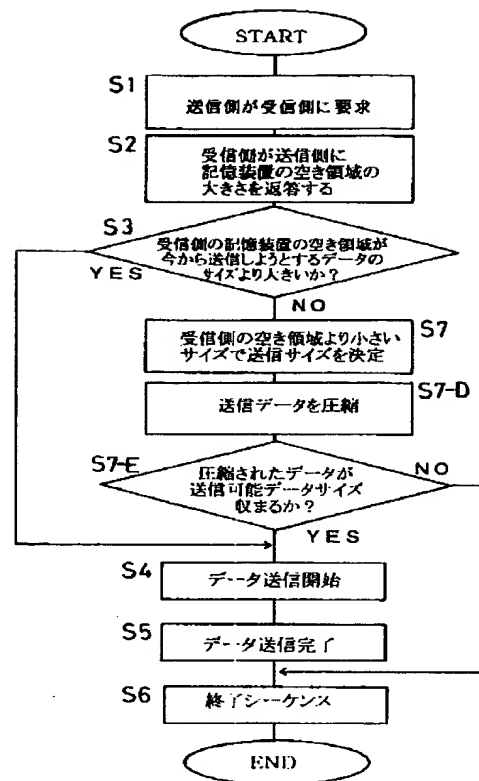 START
S1
送信側が受信側に要求
S2
受信側が送信側に
記憶装置の空き領域の
大きさを返答する
S3
受信側の記憶装置の空き領域が
今から送信しようとするデータの
サイズより大きいか？
YES
NO
S7
受信側の空き領域より小さい
サイズで送信サイズを決定
S7-D
送信データを圧縮
S7-E
圧縮されたデータが
送信可能データサイズ
収まるか？
NO
YES
S4
データ送信開始
S5
データ送信完了
S6
終了シーケンス
END